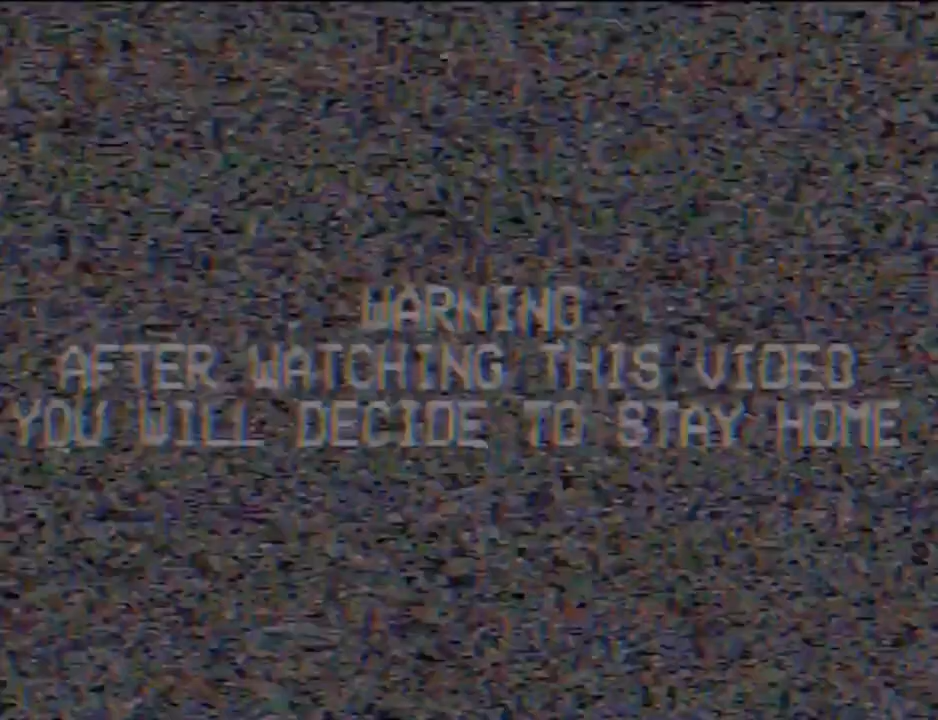 WARNING
AFTER WATCHING THIS VIDEO
YOU WILL DECIDE TO STAY HOME